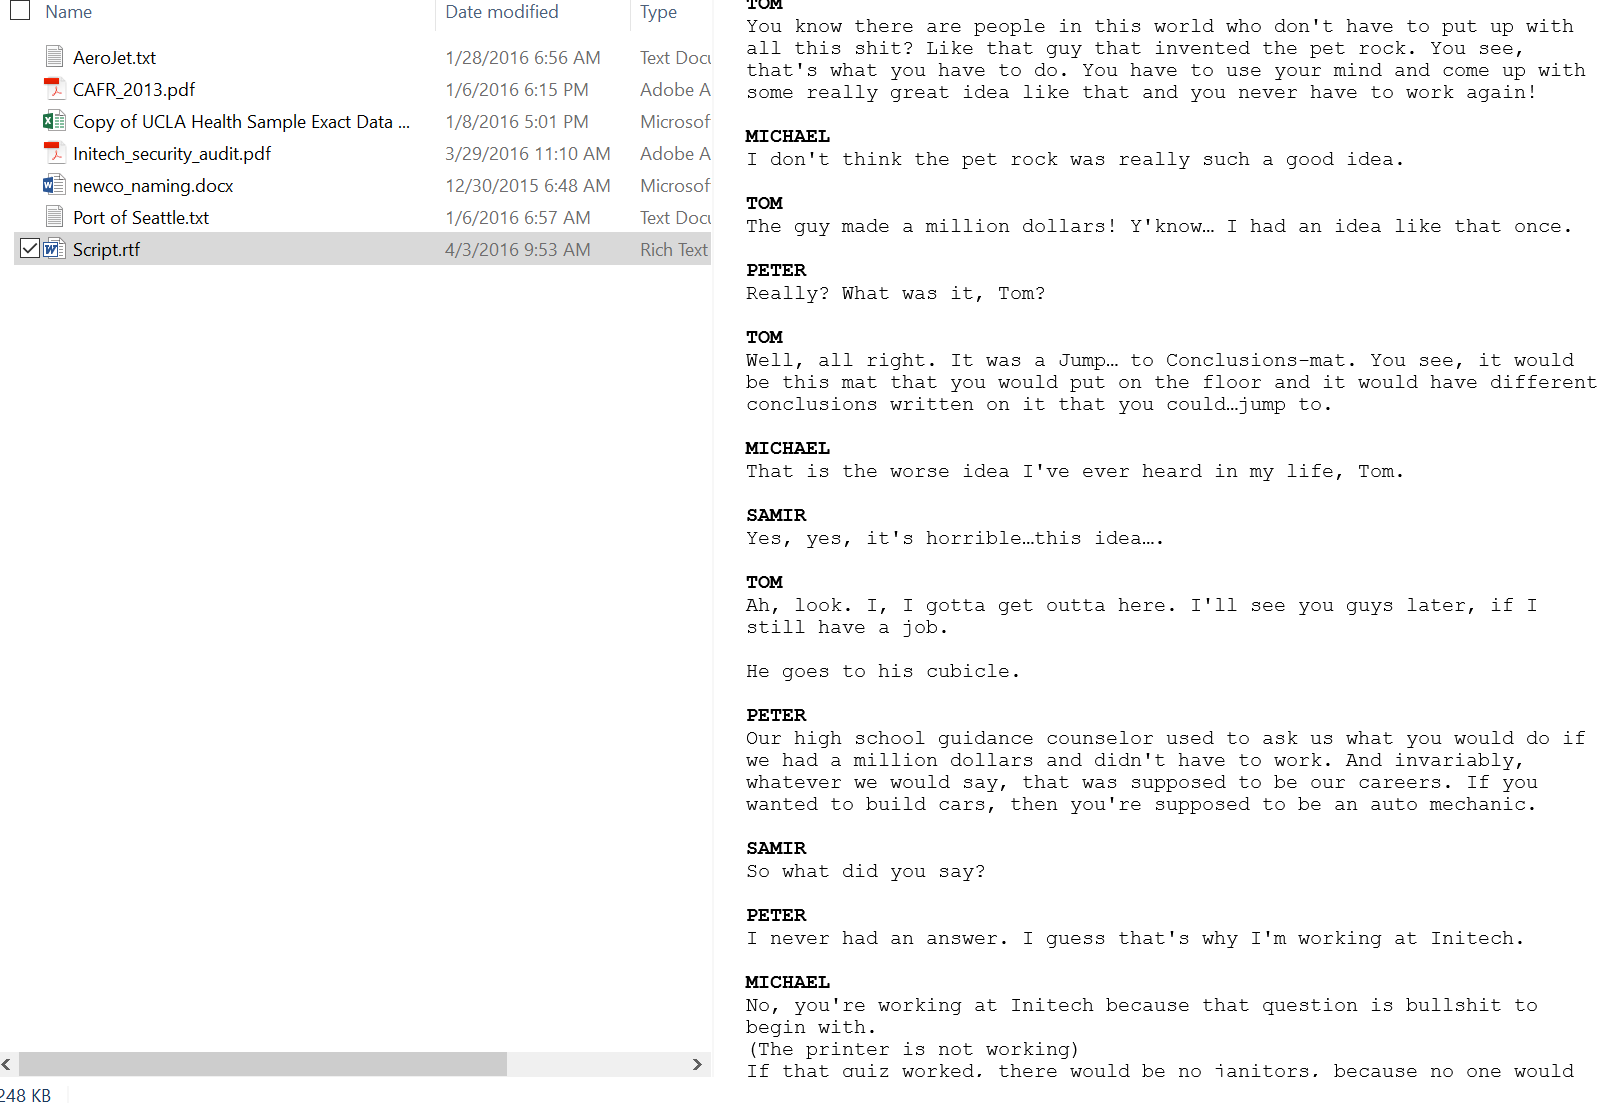 Name Date modified Type
AeroJet.txt 1/28/2016 6:56 AM Text Docu
CAFR_2013.pdf 1/6/2016 6:15 PM Adobe A
Copy of UCLA Health Sample Exact Data ... 1/8/2016 5:01 PM Microsof
Initech_security_audit.pdf 3/29/2016 11:10 AM Adobe A
newco_naming.docx 12/30/2015 6:48 AM Microsof
Port of Seattle.txt 1/6/2016 6:57 AM Text Docu
Script.rtf 4/3/2016 9:53 AM Rich Text
248 KB
TOM
You know there are people in this world who don't have to put up with
all this shit? Like that guy that invented the pet rock. You see,
that's what you have to do. You have to use your mind and come up with
some really great idea like that and you never have to work again!
MICHAEL
I don't think the pet rock was really such a good idea.
TOM
The guy made a million dollars! Y'know… I had an idea like that once.
PETER
Really? What was it, Tom?
TOM
Well, all right. It was a Jump… to Conclusions-mat. You see, it would
be this mat that you would put on the floor and it would have different
conclusions written on it that you could…jump to.
MICHAEL
That is the worse idea I've ever heard in my life, Tom.
SAMIR
Yes, yes, it's horrible…this idea….
TOM
Ah, look. I, I gotta get outta here. I'll see you guys later, if I
still have a job.
He goes to his cubicle.
PETER
Our high school guidance counselor used to ask us what you would do if
we had a million dollars and didn't have to work. And invariably,
whatever we would say, that was supposed to be our careers. If you
wanted to build cars, then you're supposed to be an auto mechanic.
SAMIR
So what did you say?
PETER
I never had an answer. I guess that's why I'm working at Initech.
MICHAEL
No, you're working at Initech because that question is bullshit to
begin with.
(The printer is not working)
If that quiz worked, there would be no janitors, because no one would